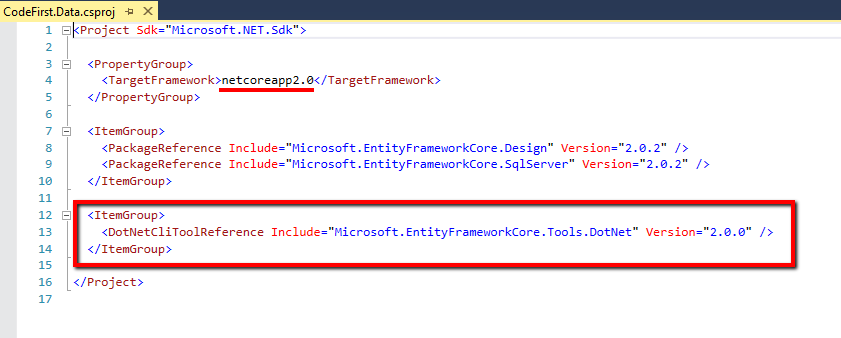 CodeFirst.Data.csproj
1 <Project Sdk="Microsoft.NET.Sdk">
2
3 <PropertyGroup>
4 <TargetFramework>netcoreapp2.0</TargetFramework>
5 </PropertyGroup>
6
7 <ItemGroup>
8 <PackageReference Include="Microsoft.EntityFrameworkCore.Design" Version="2.0.2" />
9 <PackageReference Include="Microsoft.EntityFrameworkCore.SqlServer" Version="2.0.2" />
10 </ItemGroup>
11
12 <ItemGroup>
13 <DotNetCliToolReference Include="Microsoft.EntityFrameworkCore.Tools.DotNet" Version="2.0.0" />
14 </ItemGroup>
15
16 </Project>
17